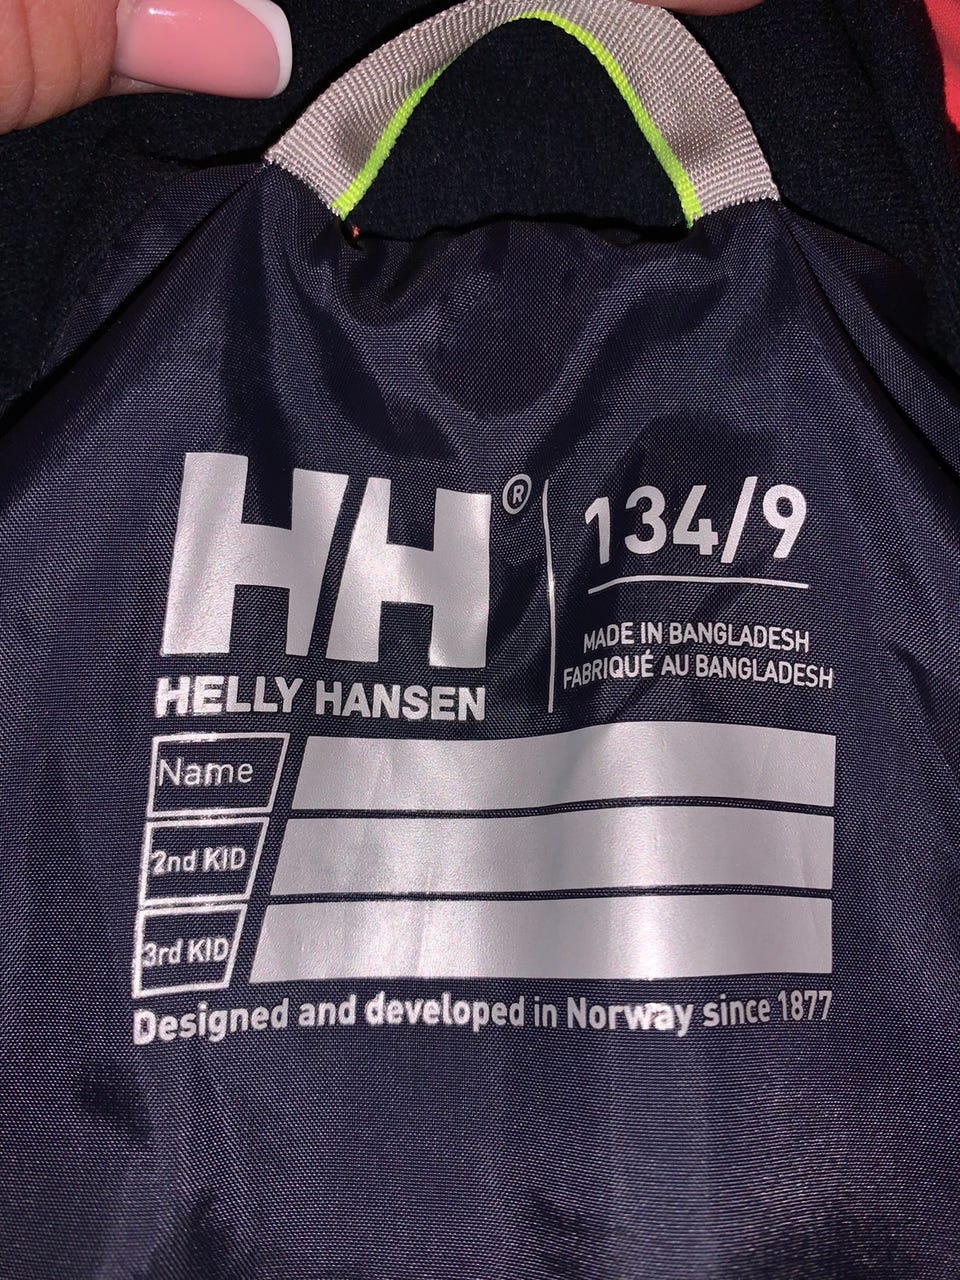 HH®
HELLY HANSEN
134/9
MADE IN BANGLADESH
FABRIQUÉ AU BANGLADESH
Name
2nd KID
3rd KID
Designed and developed in Norway since 1877